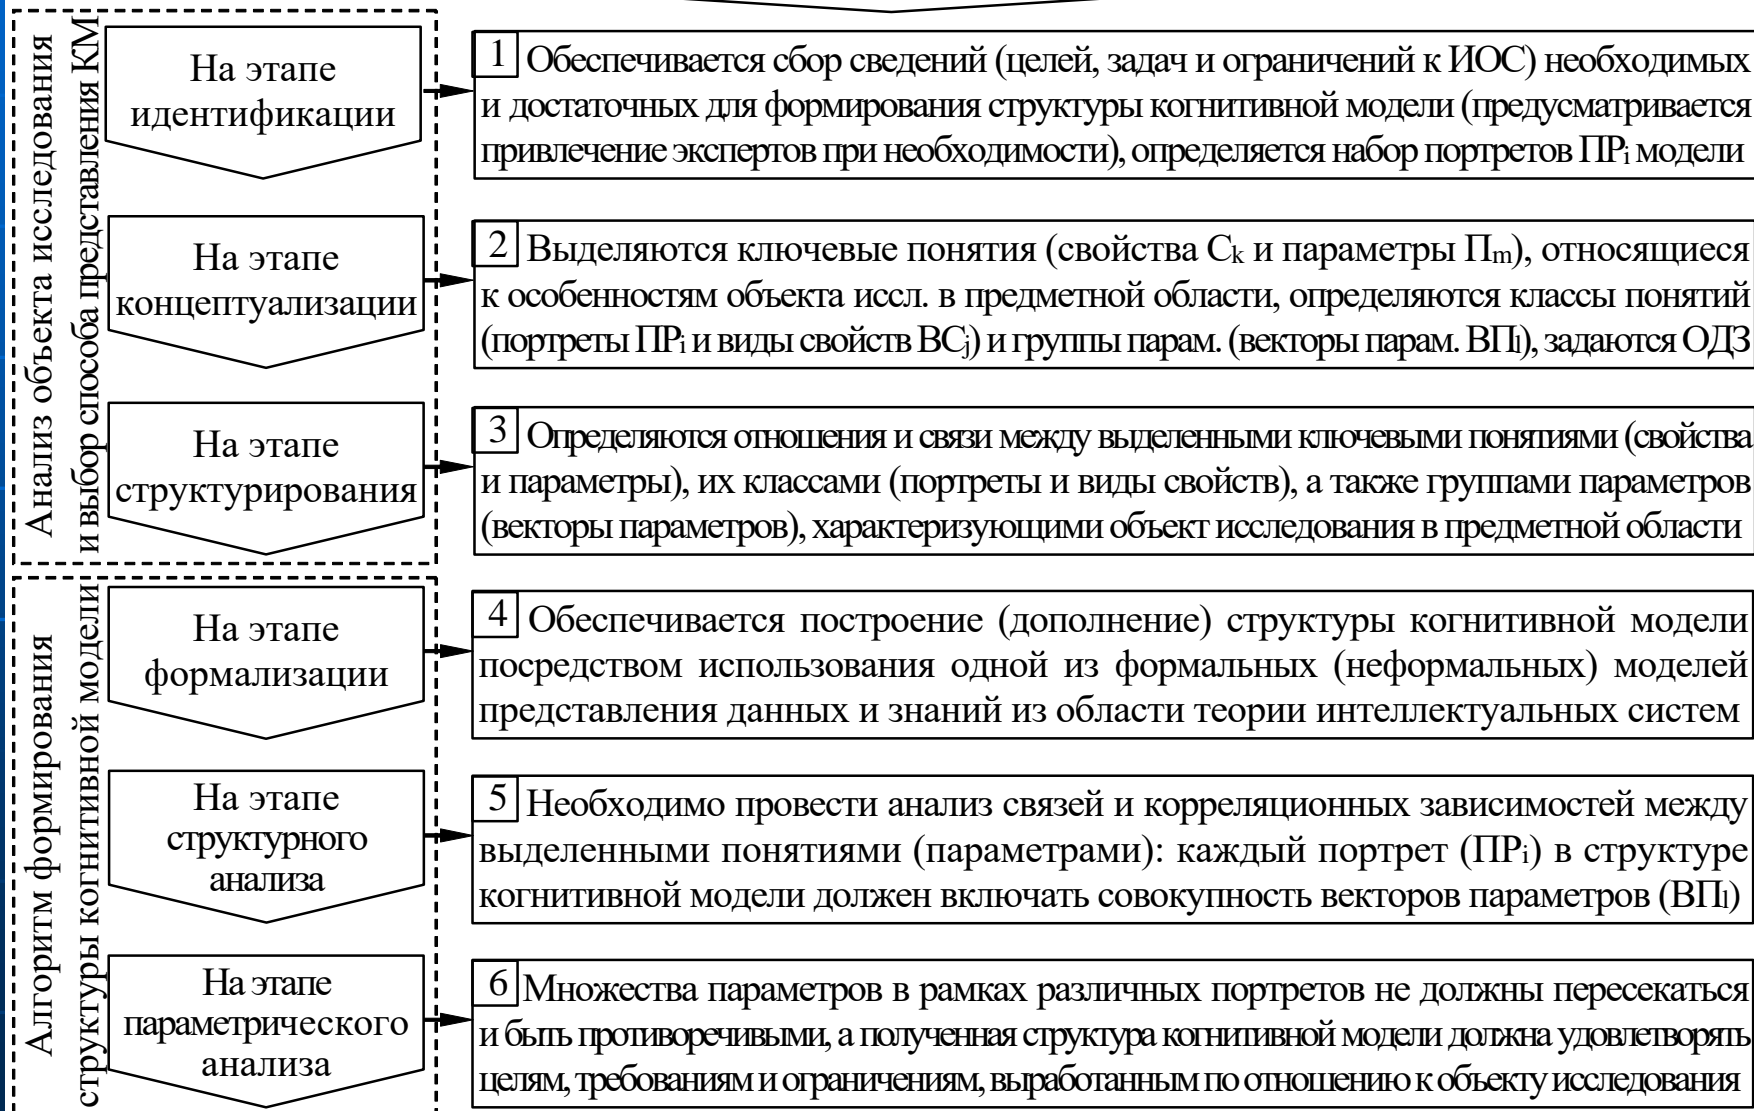 Анализ объекта исследования
и выбор способа представления КМ
На этапе
идентификации
1 Обеспечивается сбор сведений (целей, задач и ограничений к ИОС) необходимых
и достаточных для формирования структуры когнитивной модели (предусматривается
привлечение экспертов при необходимости), определяется набор портретов ПРi модели
На этапе
концептуализации
2 Выделяются ключевые понятия (свойства Сk и параметры Пm), относящиеся
к особенностям объекта иссл. в предметной области, определяются классы понятий
(портреты ПРi и виды свойств ВСj) и группы парам. (векторы парам. ВПl), задаются ОДЗ
На этапе
структурирования
3 Определяются отношения и связи между выделенными ключевыми понятиями (свойства
и параметры), их классами (портреты и виды свойств), а также группами параметров
(векторы параметров), характеризующими объект исследования в предметной области
Алгоритм формирования
структуры когнитивной модели
На этапе
формализации
4 Обеспечивается построение (дополнение) структуры когнитивной модели
посредством использования одной из формальных (неформальных) моделей
представления данных и знаний из области теории интеллектуальных систем
На этапе
структурного
анализа
5 Необходимо провести анализ связей и корреляционных зависимостей между
выделенными понятиями (параметрами): каждый портрет (ПРi) в структуре
когнитивной модели должен включать совокупность векторов параметров (ВПl)
На этапе
параметрического
анализа
6 Множества параметров в рамках различных портретов не должны пересекаться
и быть противоречивыми, а полученная структура когнитивной модели должна удовлетворять
целям, требованиям и ограничениям, выработанным по отношению к объекту исследования